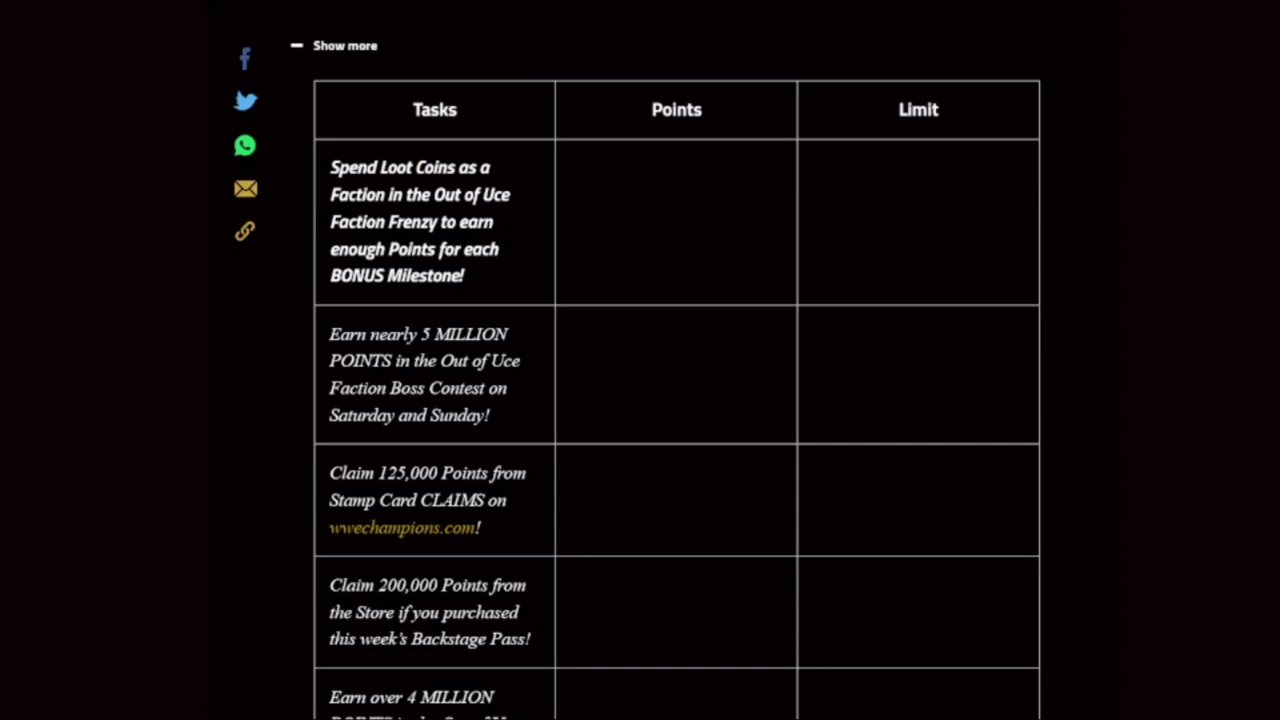 Show more
Tasks
Points
Limit
Spend Loot Coins as a
Faction in the Out of Uce
Faction Frenzy to earn
enough Points for each
BONUS Milestone!
Earn nearly 5 MILLION
POINTS in the Out of Uce
Faction Boss Contest on
Saturday and Sunday!
Claim 125,000 Points from
Stamp Card CLAIMS on
wwechampions.com!
Claim 200,000 Points from
the Store if you purchased
this week's Backstage Pass!
Earn over 4 MILLION